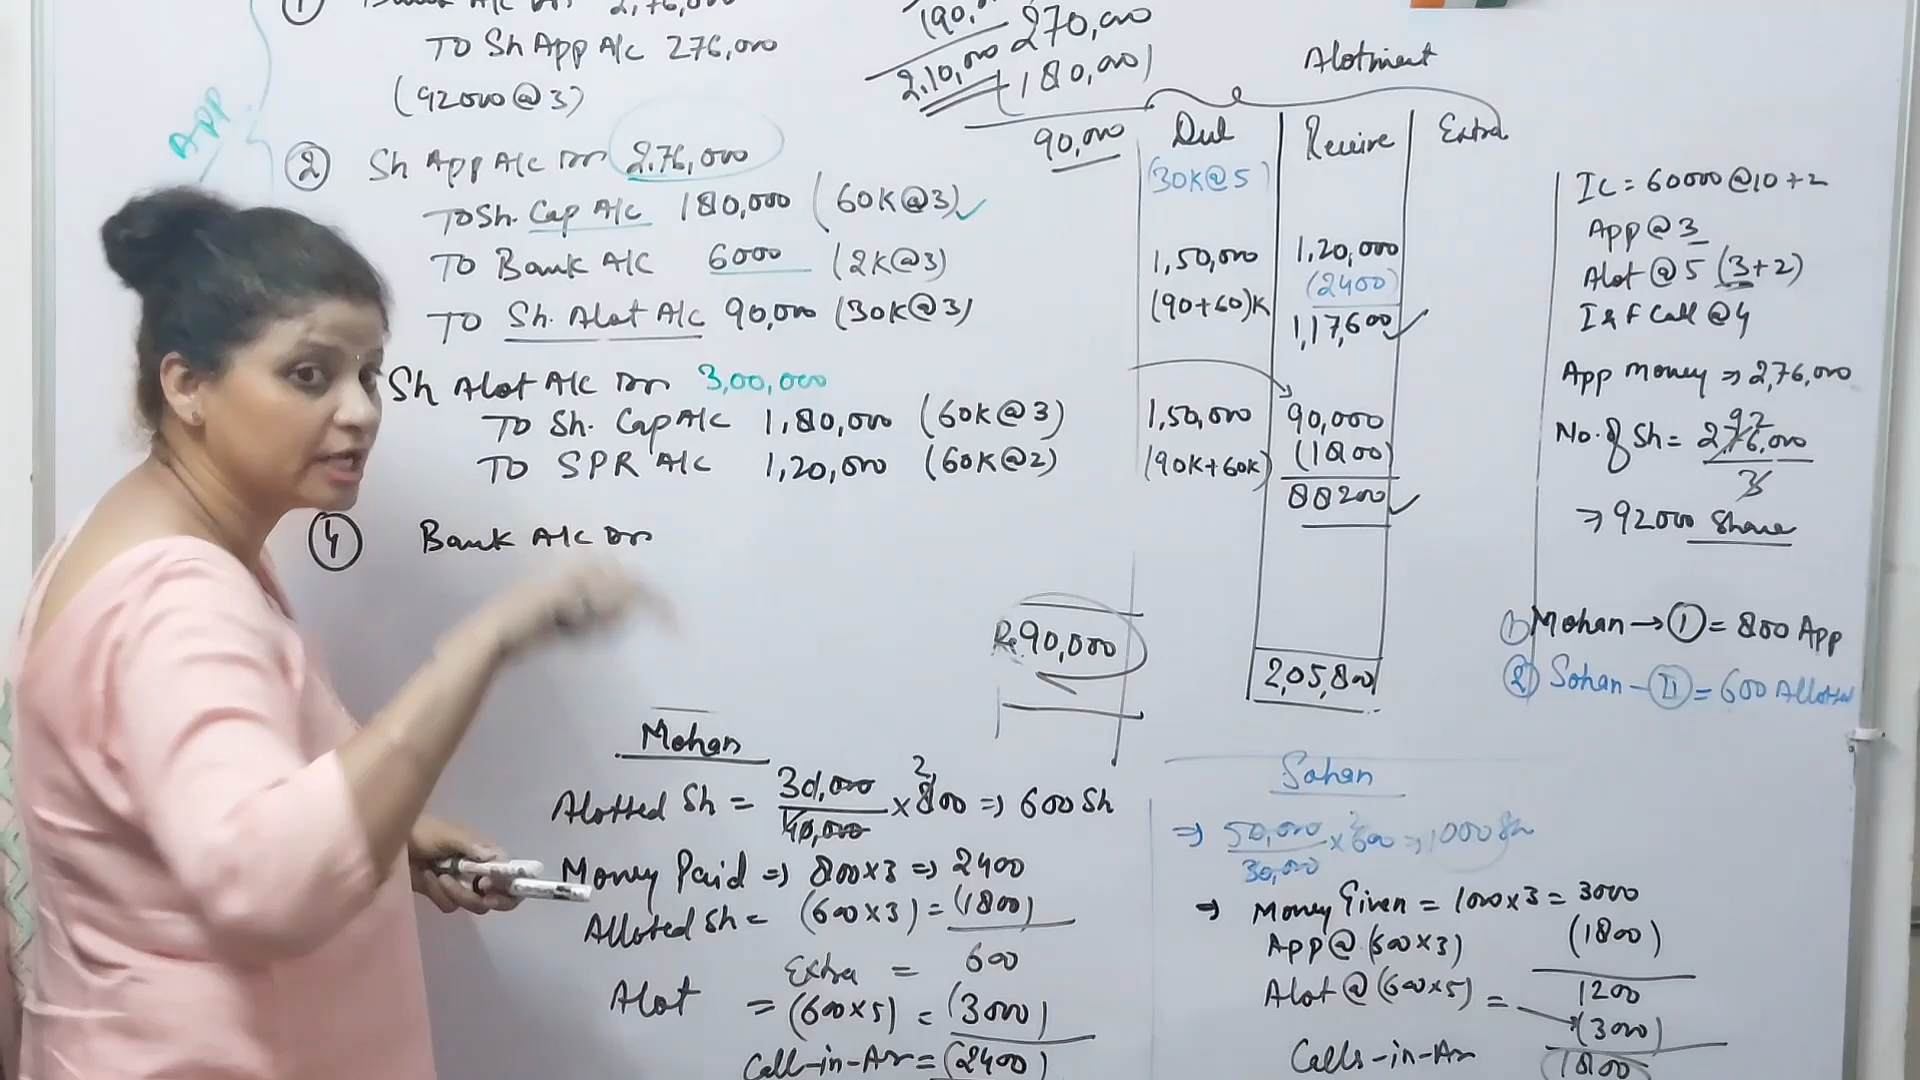 To Sh App A/c 276,000
(92000@3)
APP
② Sh App A/c Dr 2,76,000
To Sh. Cap A/c 180,000 (60K@3)✓
To Bank A/c 6000 (2K@3)
To Sh. Alot A/c 90,000 (30K@3)
Sh Alot A/c Dr 3,00,000
To Sh. Cap A/c 1,80,000 (60K@3)
To SPR A/c 1,20,000 (60K@2)
④ Bank A/c Dr
2,10,000
270,000
(180,000)
90,000
Alotment
Due Receive Extra
(30K@5)
1,50,000 1,20,000
(2400)
(90+60)K 1,17,600 ✓
1,50,000 90,000
(90K+60K) (1800)
88200 ✓
Rs.90,000
2,05,800
IC = 60000@10+2
App@3
Alot@5 (3+2)
I & F Call @4
App money ⇒ 2,76,000
92
No. of Sh = 276,000
3
⇒ 92000 Share
① Mohan → Ⓘ = 800 App
② Sohan - Ⅱ = 600 Allotted
Mohan
Alotted Sh = 30,000/40,000 × 800 ⇒ 600 Sh
2
Money Paid ⇒ 800×3 ⇒ 2400
Alloted Sh = (600×3) = (1800)
Extra = 600
Alot = (600×5) = (3000)
Call-in-Arr = (2400)
Sohan
⇒ 50,000/30,000 × 600 ⇒ 1000 Sh
2
⇒ Money Given = 1000×3 = 3000
App@(600×3) (1800)
1200
Alot@(600×5) = (3000)
Calls-in-Arr (1800